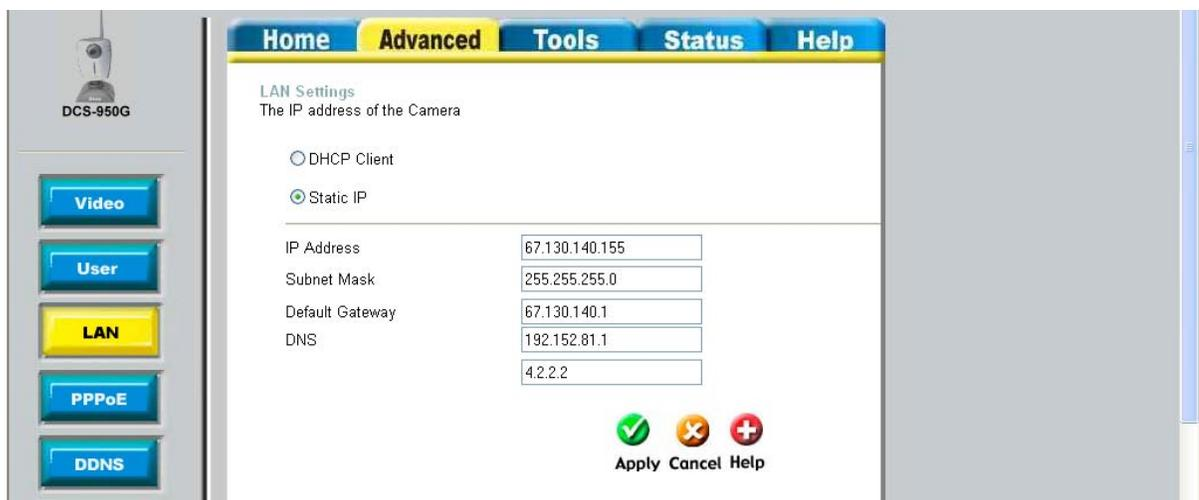 DCS-950G
Video
User
LAN
PPPoE
DDNS
Home Advanced Tools Status Help
LAN Settings
The IP address of the Camera
DHCP Client
Static IP
IP Address 67.130.140.155
Subnet Mask 255.255.255.0
Default Gateway 67.130.140.1
DNS 192.152.81.1
4.2.2.2
Apply Cancel Help